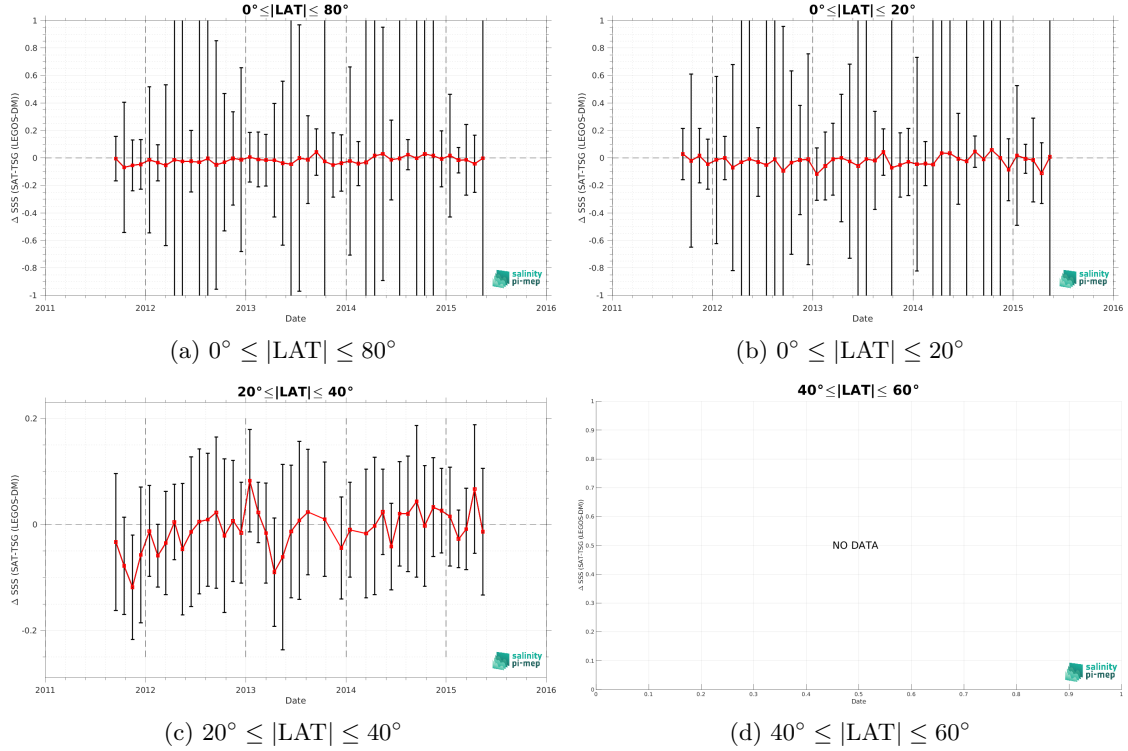 0°≤|LAT|≤ 80°
Δ SSS (SAT-TSG (LEGOS-DM))
1
0.8
0.6
0.4
0.2
0
-0.2
-0.4
-0.6
-0.8
-1
2011
2012
2013
2014
2015
2016
Date
salinity
pi-mep
(a) 0° ≤ |LAT| ≤ 80°
0°≤|LAT|≤ 20°
Δ SSS (SAT-TSG (LEGOS-DM))
1
0.8
0.6
0.4
0.2
0
-0.2
-0.4
-0.6
-0.8
-1
2011
2012
2013
2014
2015
2016
Date
salinity
pi-mep
(b) 0° ≤ |LAT| ≤ 20°
20°≤|LAT|≤ 40°
Δ SSS (SAT-TSG (LEGOS-DM))
0.2
0
-0.2
2011
2012
2013
2014
2015
2016
Date
salinity
pi-mep
(c) 20° ≤ |LAT| ≤ 40°
40°≤|LAT|≤ 60°
Δ SSS (SAT-TSG (LEGOS-DM))
1
0.9
0.8
0.7
0.6
0.5
0.4
0.3
0.2
0.1
0
NO DATA
0
0.1
0.2
0.3
0.4
0.5
0.6
0.7
0.8
0.9
1
Date
salinity
pi-mep
(d) 40° ≤ |LAT| ≤ 60°